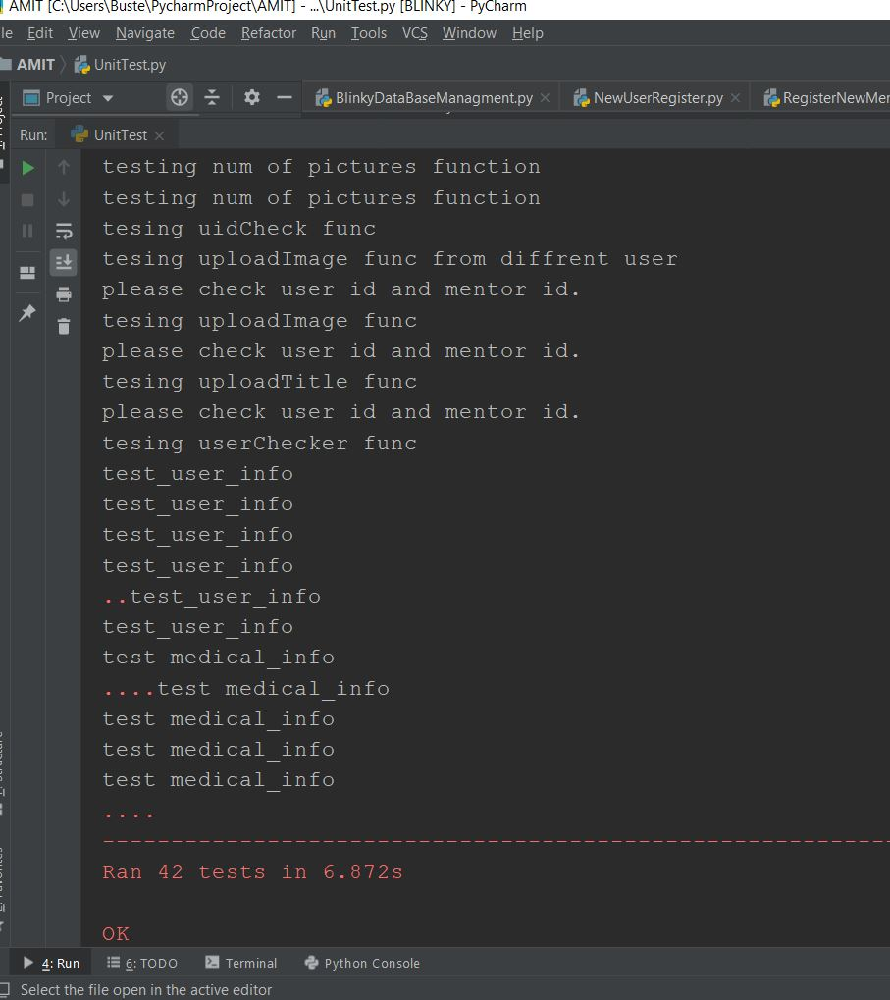 AMIT [C:\Users\Buste\PycharmProject\AMIT] - ...\UnitTest.py [BLINKY] - PyCharm
le Edit View Navigate Code Refactor Run Tools VCS Window Help
AMIT UnitTest.py
Project BlinkyDataBaseManagment.py NewUserRegister.py RegisterNewMer
Run: UnitTest
testing num of pictures function
testing num of pictures function
tesing uidCheck func
tesing uploadImage func from diffrent user
please check user id and mentor id.
tesing uploadImage func
please check user id and mentor id.
tesing uploadTitle func
please check user id and mentor id.
tesing userChecker func
test_user_info
test_user_info
test_user_info
test_user_info
..test_user_info
test_user_info
test medical_info
....test medical_info
test medical_info
test medical_info
test medical_info
....
----------------------------------------------------------
Ran 42 tests in 6.872s
OK
4: Run 6: TODO Terminal Python Console
Select the file open in the active editor